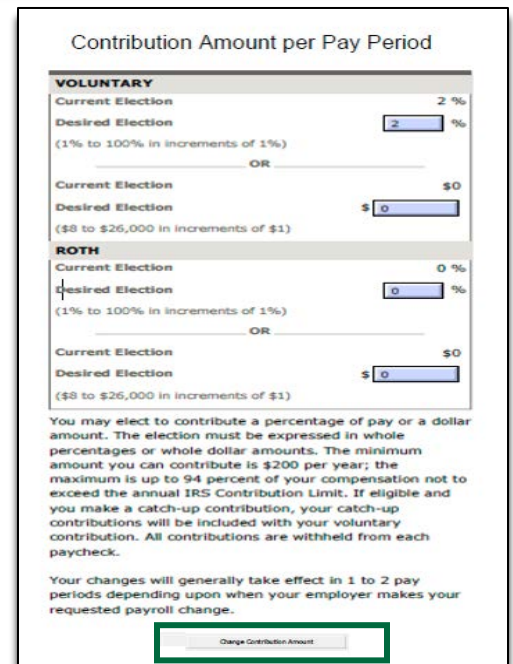 Contribution Amount per Pay Period
VOLUNTARY
Current Election 2 %
Desired Election 2 %
(1% to 100% in increments of 1%)
OR
Current Election $0
Desired Election $ 0
($8 to $26,000 in increments of $1)
ROTH
Current Election 0 %
Desired Election 0 %
(1% to 100% in increments of 1%)
OR
Current Election $0
Desired Election $ 0
($8 to $26,000 in increments of $1)
You may elect to contribute a percentage of pay or a dollar
amount. The election must be expressed in whole
percentages or whole dollar amounts. The minimum
amount you can contribute is $200 per year; the
maximum is up to 94 percent of your compensation not to
exceed the annual IRS Contribution Limit. If eligible and
you make a catch-up contribution, your catch-up
contributions will be included with your voluntary
contribution. All contributions are withheld from each
paycheck.
Your changes will generally take effect in 1 to 2 pay
periods depending upon when your employer makes your
requested payroll change.
Change Contribution Amount